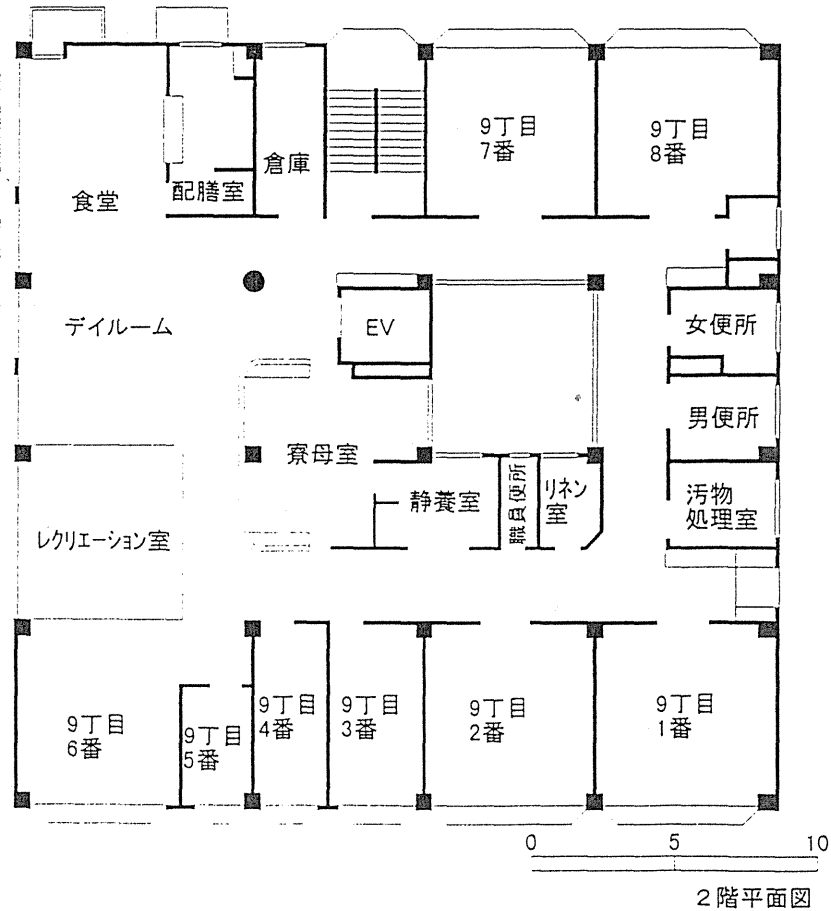 9丁目
7番
9丁目
8番
倉庫
配膳室
食堂
デイルーム
EV
女便所
男便所
寮母室
静養室
職員便所
リネン
室
汚物
処理室
レクリエーション室
9丁目
6番
9丁目
5番
9丁目
4番
9丁目
3番
9丁目
2番
9丁目
1番
0 5 10
2階平面図